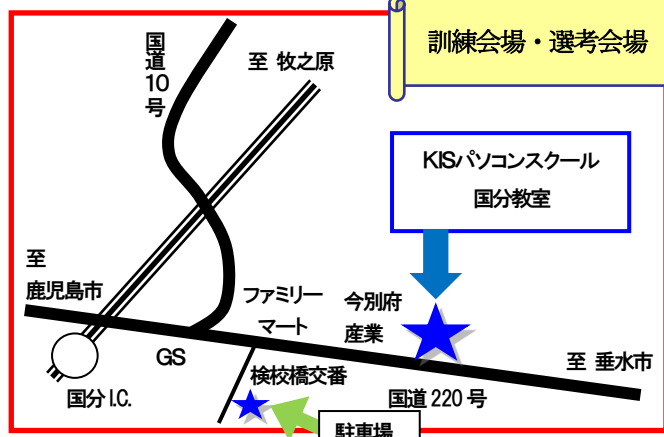 訓練会場・選考会場
国道10号
至 牧之原
KISパソコンスクール
国分教室
至
鹿児島市
ファミリー
マート
今別府
産業
GS
検校橋交番
至 垂水市
国分I.C.
国道220号
駐車場